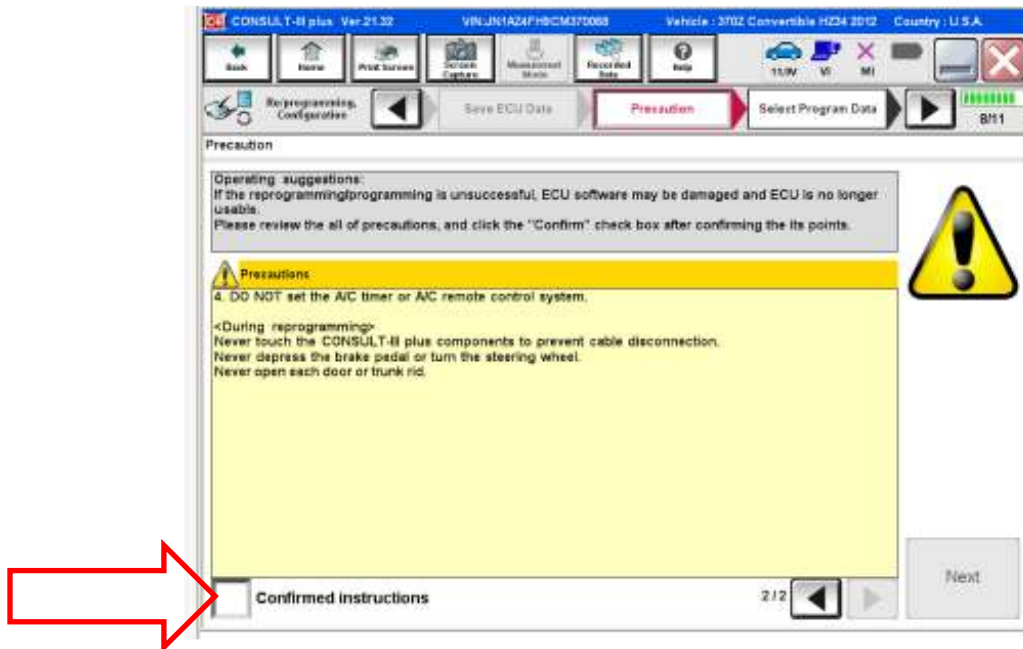 CONSULT-III plus Ver.21.32 VIN:JN1AZ4FH9CM370068 Vehicle : 370Z Convertible HZ34 2012 Country : U.S.A.
Back Home Print Screen Screen Capture Measurement Mode Recorded Data Help 11.9V VI MI
Re/programming, Configuration Save ECU Data Precaution Select Program Data 8/11
Precaution
Operating suggestions:
If the reprogramming/programming is unsuccessful, ECU software may be damaged and ECU is no longer
usable.
Please review the all of precautions, and click the "Confirm" check box after confirming the its points.
Precautions
4. DO NOT set the A/C timer or A/C remote control system.
<During reprogramming>
Never touch the CONSULT-III plus components to prevent cable disconnection.
Never depress the brake pedal or turn the steering wheel.
Never open each door or trunk rid.
Confirmed instructions 2/2 Next